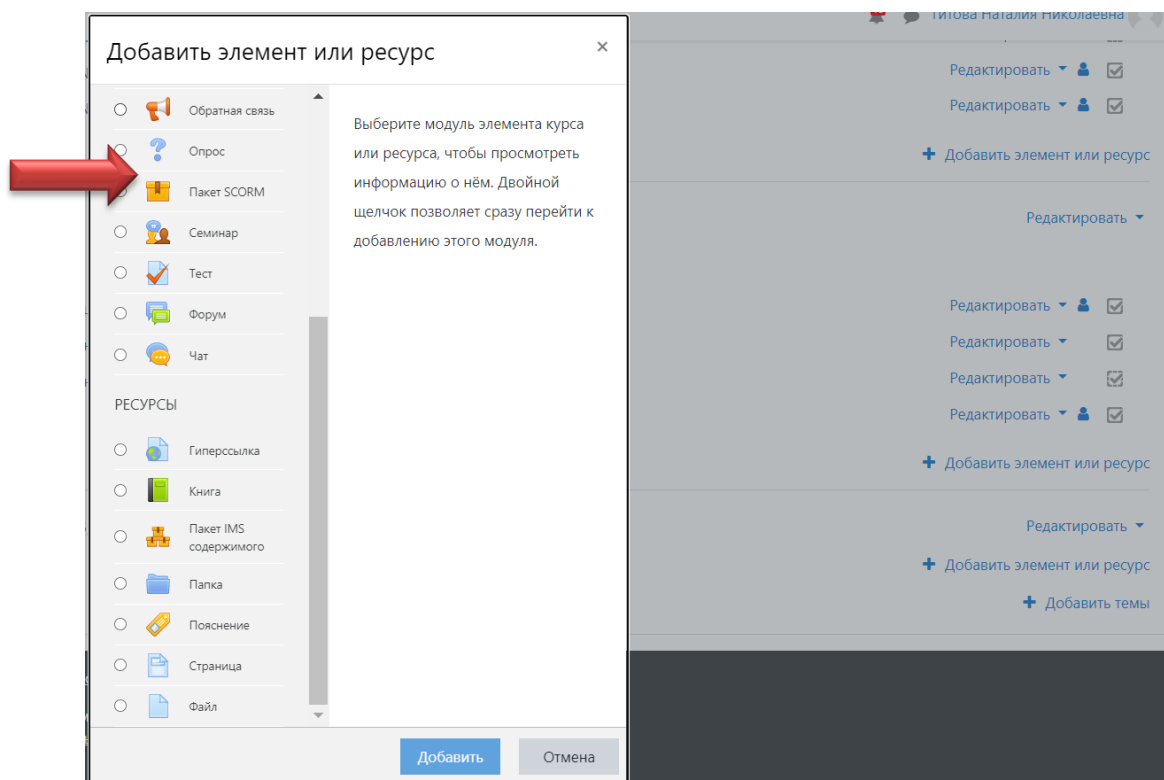 Титова Наталия Николаевна
Добавить элемент или ресурс
×
Редактировать
Редактировать
Обратная связь
Опрос
Пакет SCORM
Семинар
Тест
Форум
Чат
РЕСУРСЫ
Гиперссылка
Книга
Пакет IMS
содержимого
Папка
Пояснение
Страница
Файл
Выберите модуль элемента курса
или ресурса, чтобы просмотреть
информацию о нём. Двойной
щелчок позволяет сразу перейти к
добавлению этого модуля.
Добавить
Отмена
+ Добавить элемент или ресурс
Редактировать
Редактировать
Редактировать
Редактировать
Редактировать
+ Добавить элемент или ресурс
Редактировать
+ Добавить элемент или ресурс
+ Добавить темы